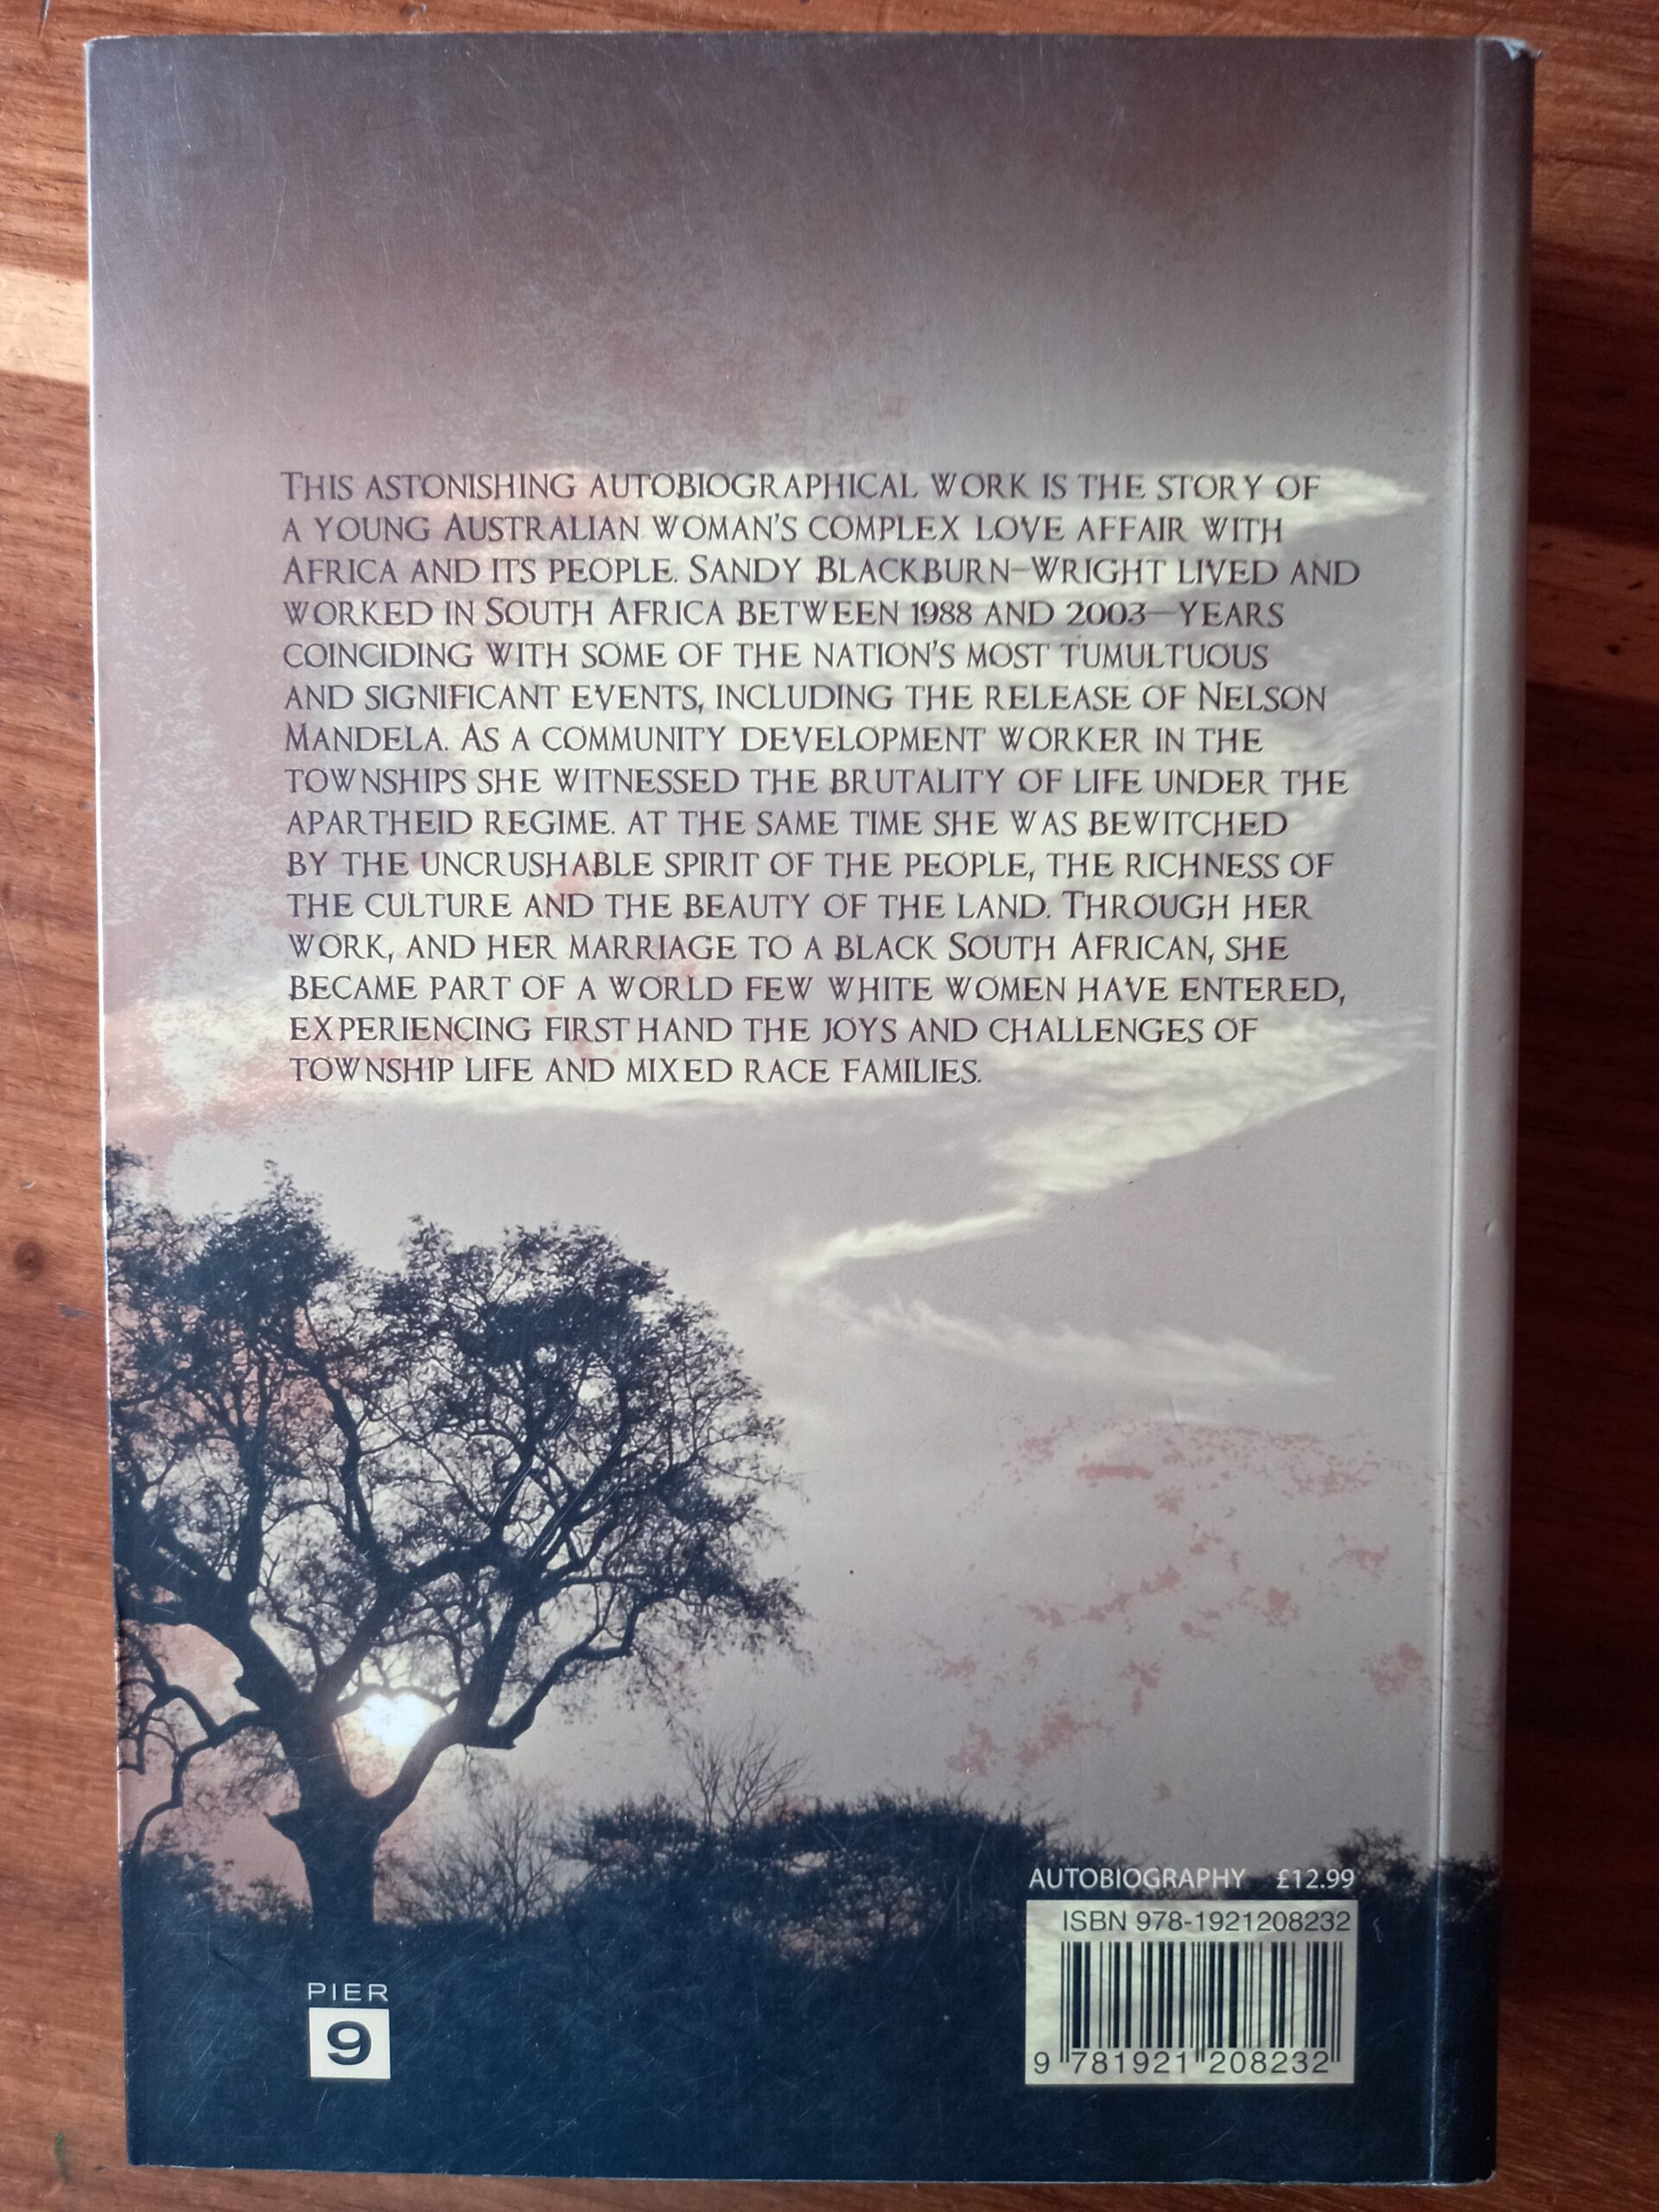 THIS ASTONISHING AUTOBIOGRAPHICAL WORK IS THE STORY OF
A YOUNG AUSTRALIAN WOMAN'S COMPLEX LOVE AFFAIR WITH
AFRICA AND ITS PEOPLE. SANDY BLACKBURN–WRIGHT LIVED AND
WORKED IN SOUTH AFRICA BETWEEN 1988 AND 2003—YEARS
COINCIDING WITH SOME OF THE NATION'S MOST TUMULTUOUS
AND SIGNIFICANT EVENTS, INCLUDING THE RELEASE OF NELSON
MANDELA. AS A COMMUNITY DEVELOPMENT WORKER IN THE
TOWNSHIPS SHE WITNESSED THE BRUTALITY OF LIFE UNDER THE
APARTHEID REGIME. AT THE SAME TIME SHE WAS BEWITCHED
BY THE UNCRUSHABLE SPIRIT OF THE PEOPLE, THE RICHNESS OF
THE CULTURE AND THE BEAUTY OF THE LAND. THROUGH HER
WORK, AND HER MARRIAGE TO A BLACK SOUTH AFRICAN, SHE
BECAME PART OF A WORLD FEW WHITE WOMEN HAVE ENTERED,
EXPERIENCING FIRST HAND THE JOYS AND CHALLENGES OF
TOWNSHIP LIFE AND MIXED RACE FAMILIES.
AUTOBIOGRAPHY £12.99
ISBN 978-1921208232
9 781921 208232
PIER
9